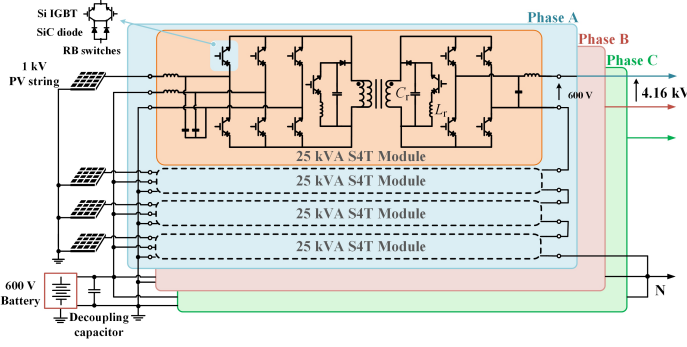 Si IGBT
SiC diode
RB switches
Phase A
Phase B
Phase C
1 kV
PV string
Cr
Lr
600 V
4.16 kV
25 kVA S4T Module
25 kVA S4T Module
25 kVA S4T Module
25 kVA S4T Module
600 V
Battery
Decoupling
capacitor
N